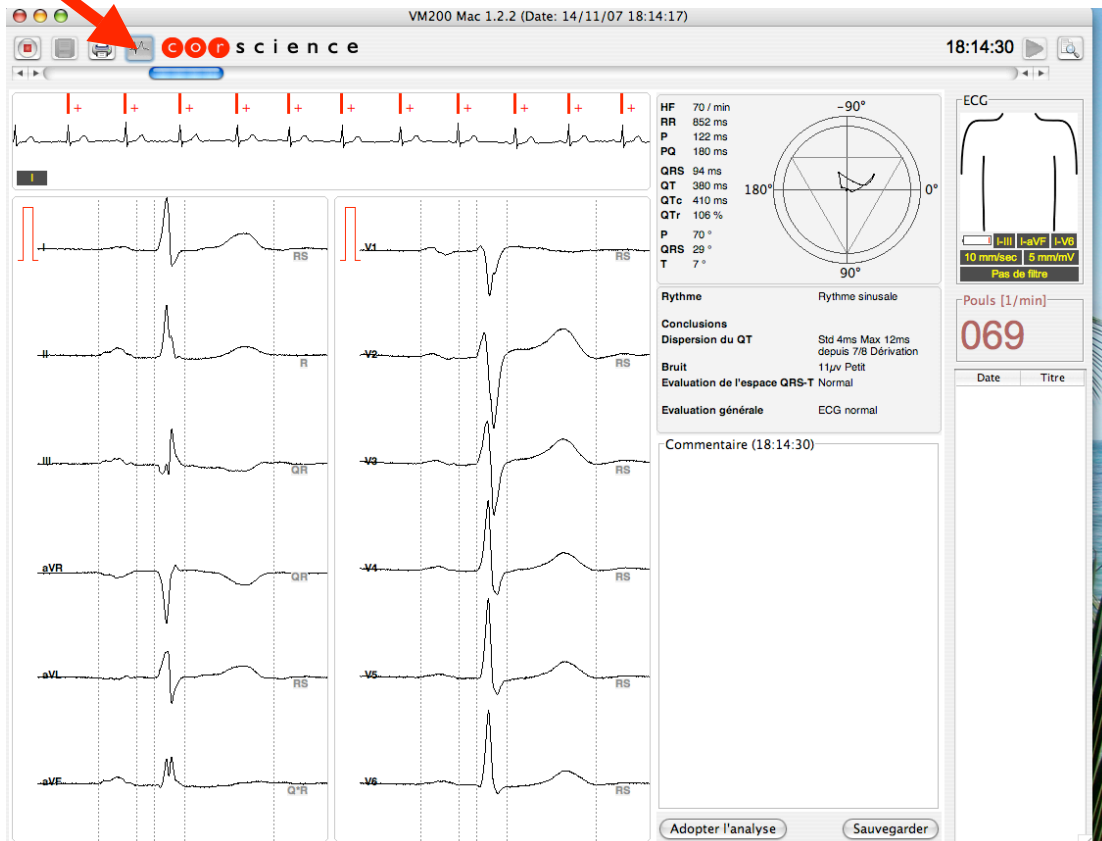 VM200 Mac 1.2.2 (Date: 14/11/07 18:14:17)
corscience
18:14:30
+ + + + + + + + + + +
I
I
RS
II
R
III
QR
aVR
QR
aVL
RS
aVF
Q*R
V1
RS
V2
RS
V3
RS
V4
RS
V5
RS
V6
RS
HF 70 / min
RR 852 ms
P 122 ms
PQ 180 ms
QRS 94 ms
QT 380 ms
QTc 410 ms
QTr 106 %
P 70 °
QRS 29 °
T 7 °
-90°
180°
0°
90°
Rythme Rythme sinusale
Conclusions
Dispersion du QT Std 4ms Max 12ms
depuis 7/8 Dérivation
Bruit 11µv Petit
Evaluation de l'espace QRS-T Normal
Evaluation générale ECG normal
Commentaire (18:14:30)
Adopter l'analyse Sauvegarder
ECG
I-III I-aVF I-V6
10 mm/sec 5 mm/mV
Pas de filtre
Pouls [1/min]
069
Date Titre